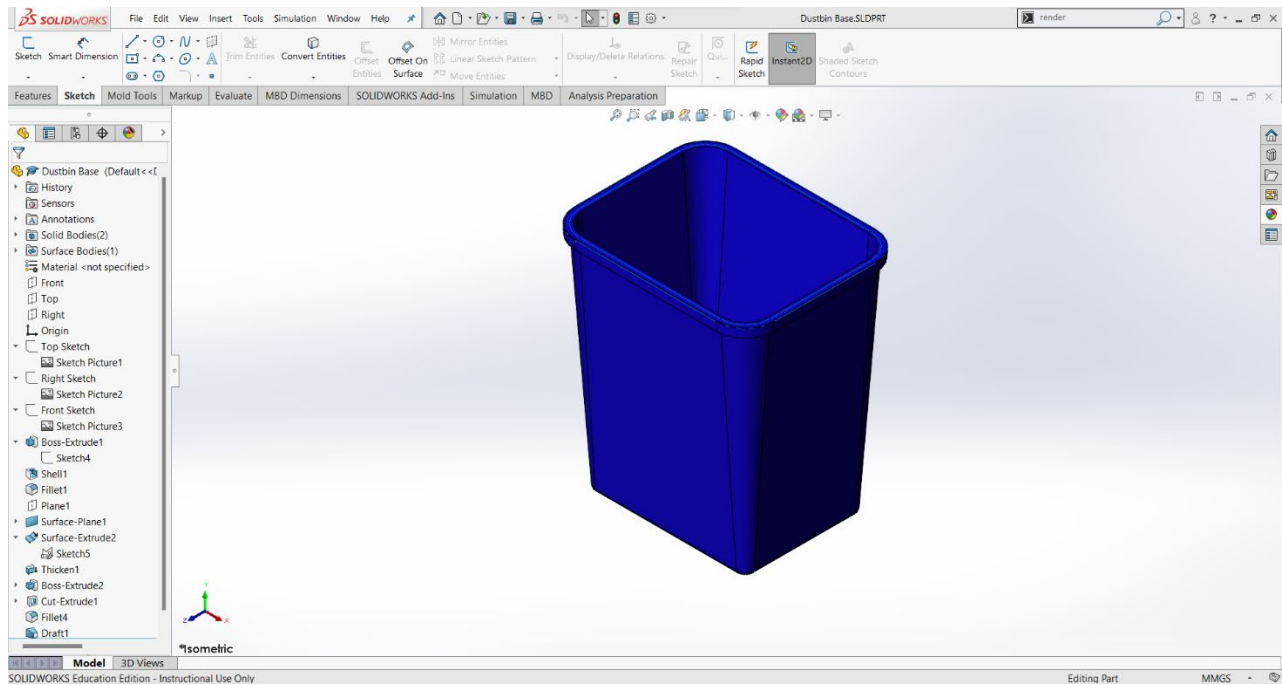 SOLIDWORKS File Edit View Insert Tools Simulation Window Help Dustbin Base.SLDPRT render ?
Sketch Smart Dimension Trim Entities Convert Entities Offset Entities Offset On Surface Mirror Entities Linear Sketch Pattern Move Entities Display/Delete Relations Repair Sketch Qui... Rapid Sketch Instant2D Shaded Sketch Contours
Features Sketch Mold Tools Markup Evaluate MBD Dimensions SOLIDWORKS Add-Ins Simulation MBD Analysis Preparation
Dustbin Base (Default<<[
History
Sensors
Annotations
Solid Bodies(2)
Surface Bodies(1)
Material <not specified>
Front
Top
Right
Origin
Top Sketch
Sketch Picture1
Right Sketch
Sketch Picture2
Front Sketch
Sketch Picture3
Boss-Extrude1
Sketch4
Shell1
Fillet1
Plane1
Surface-Plane1
Surface-Extrude2
Sketch5
Thicken1
Boss-Extrude2
Cut-Extrude1
Fillet4
Draft1
Y
Z X
*Isometric
Model 3D Views
SOLIDWORKS Education Edition - Instructional Use Only Editing Part MMGS